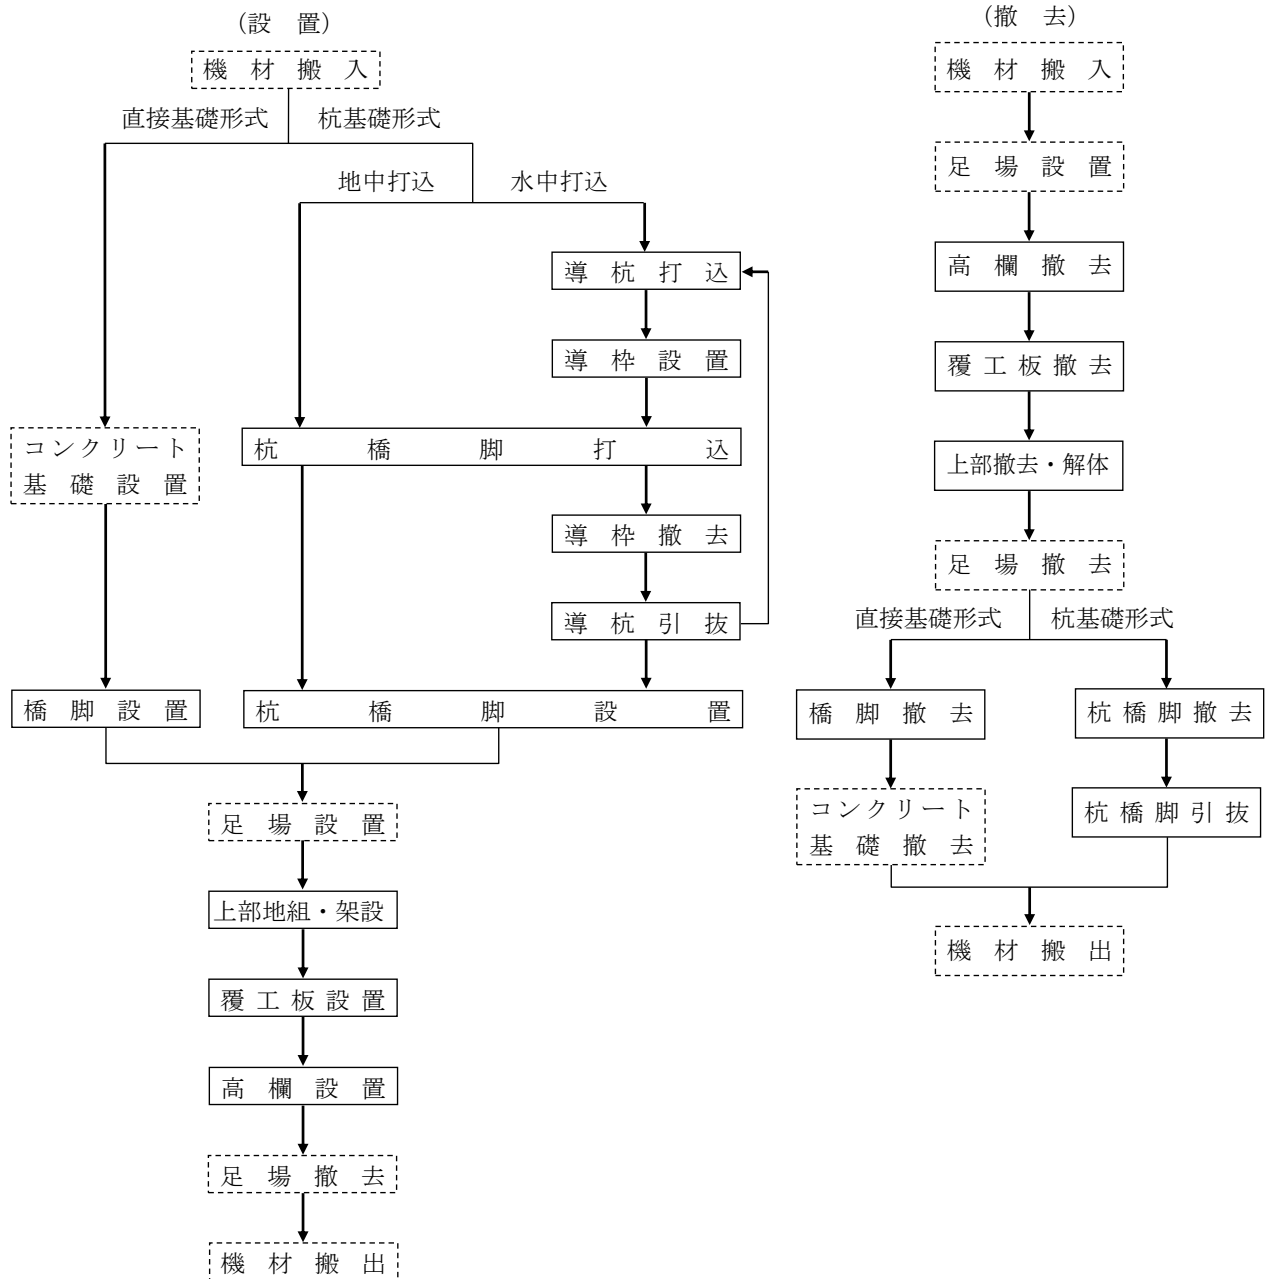 （設　置）
機材搬入
直接基礎形式　杭基礎形式
地中打込　水中打込
導杭打込
導枠設置
コンクリート
基礎設置
杭橋脚打込
導枠撤去
導杭引抜
橋脚設置
杭橋脚設置
足場設置
上部地組・架設
覆工板設置
高欄設置
足場撤去
機材搬出
（撤　去）
機材搬入
足場設置
高欄撤去
覆工板撤去
上部撤去・解体
足場撤去
直接基礎形式　杭基礎形式
橋脚撤去
杭橋脚撤去
コンクリート
基礎撤去
杭橋脚引抜
機材搬出